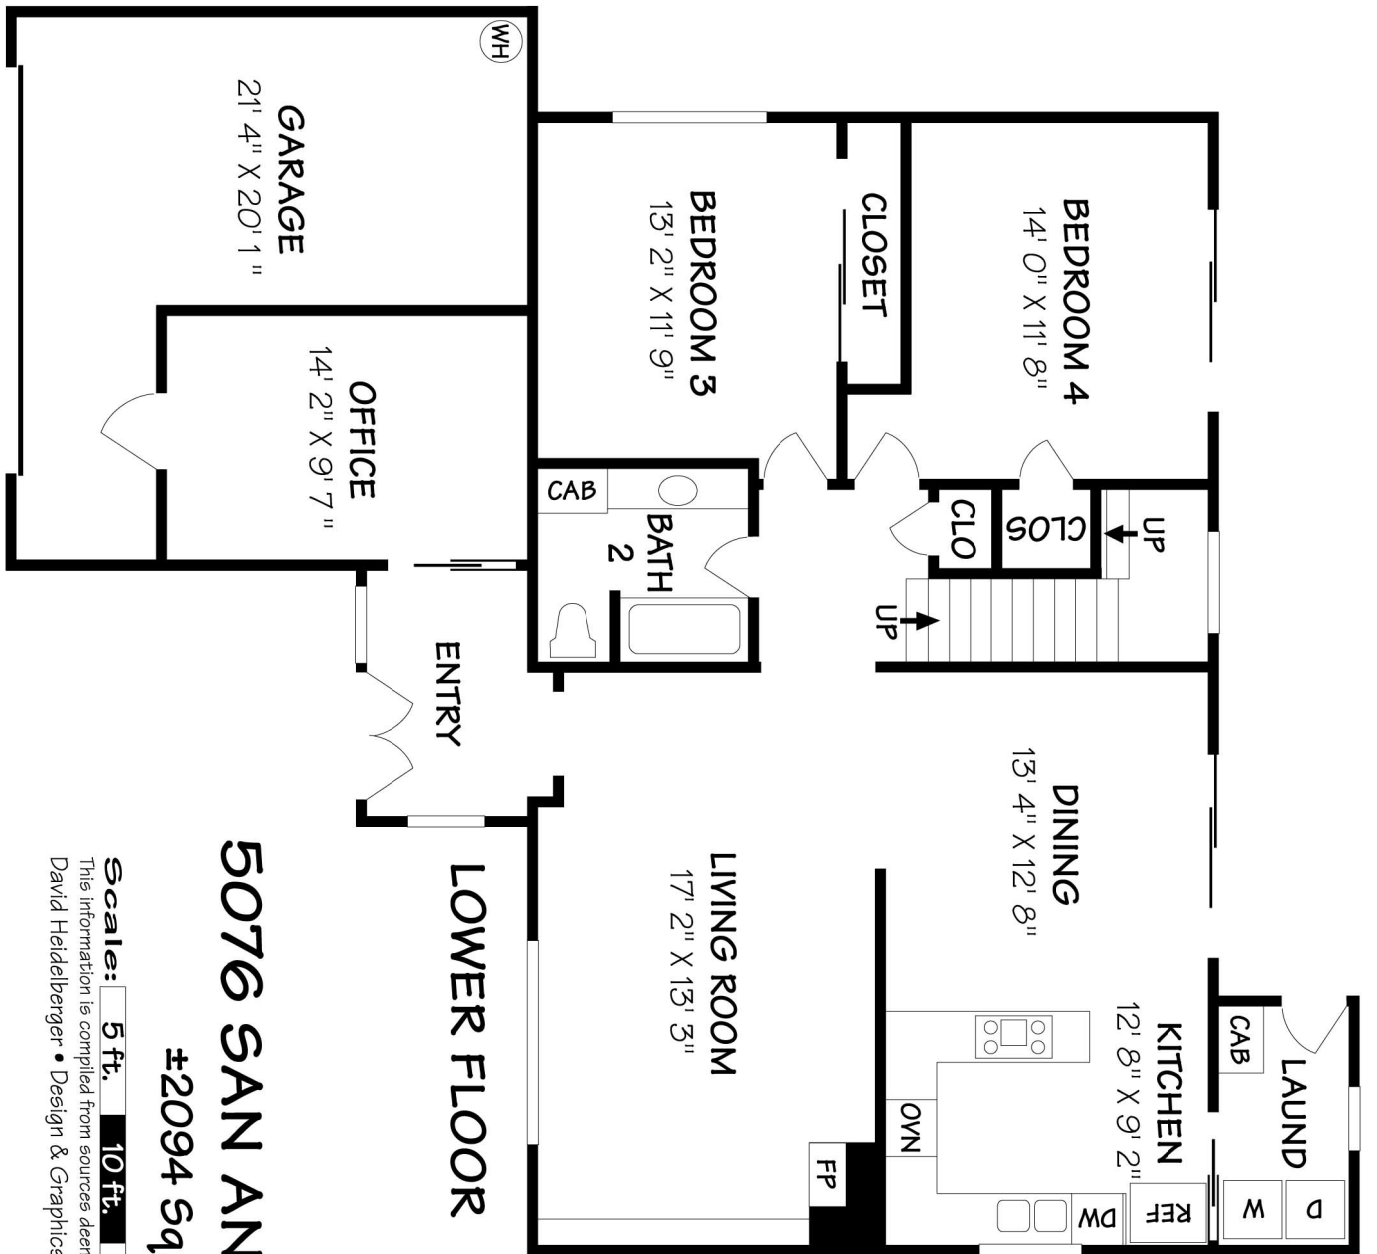 WH
GARAGE
21' 4" X 20' 1"
OFFICE
14' 2" X 9' 7"
BEDROOM 3
13' 2" X 11' 9"
CLOSET
BEDROOM 4
14' 0" X 11' 8"
CAB
BATH
2
CLO
CLOS
UP
UP
ENTRY
DINING
13' 4" X 12' 8"
LIVING ROOM
17' 2" X 13' 3"
KITCHEN
12' 8" X 9' 2"
OVN
FP
DW
REF
CAB
LAUND
W
D
LOWER FLOOR
5076 SAN AN
±2094 Sq
Scale: 5 ft. 10 ft.
This information is compiled from sources deem
David Heidelberger • Design & Graphics